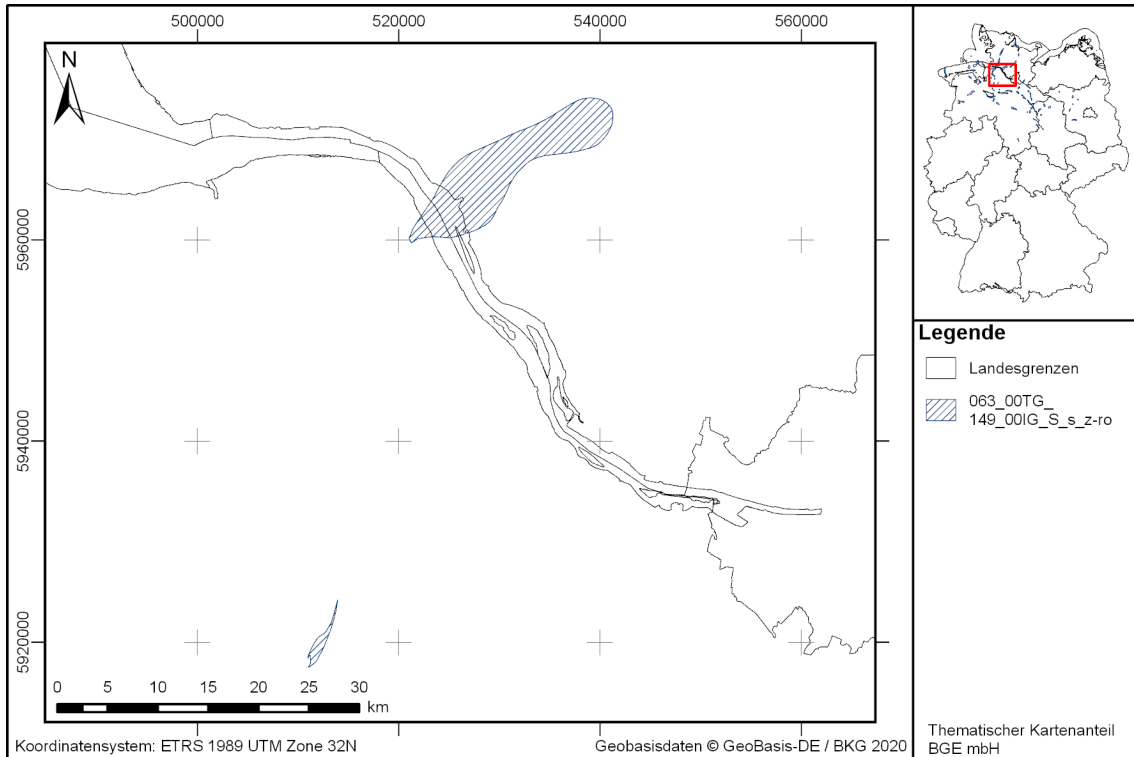 500000 520000 540000 560000
N
5960000
5940000
5920000
0 5 10 15 20 25 30
km
Koordinatensystem: ETRS 1989 UTM Zone 32N
Geobasisdaten © GeoBasis-DE / BKG 2020
Legende
Landesgrenzen
063_00TG_
149_00IG_S_s_z-ro
Thematischer Kartenanteil
BGE mbH